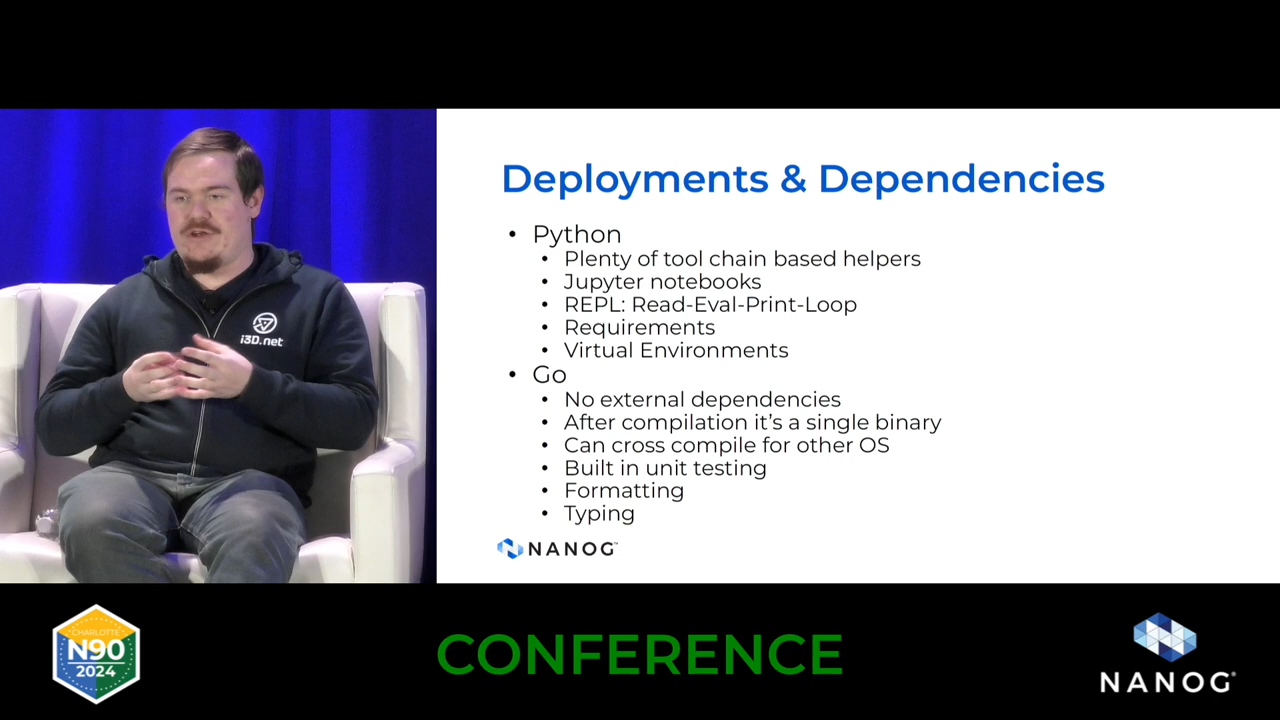 Deployments & Dependencies
• Python
• Plenty of tool chain based helpers
• Jupyter notebooks
• REPL: Read-Eval-Print-Loop
• Requirements
• Virtual Environments
• Go
• No external dependencies
• After compilation it’s a single binary
• Can cross compile for other OS
• Built in unit testing
• Formatting
• Typing
NANOG™
i3D.net
CHARLOTTE
N90
2024
CONFERENCE
NANOG®